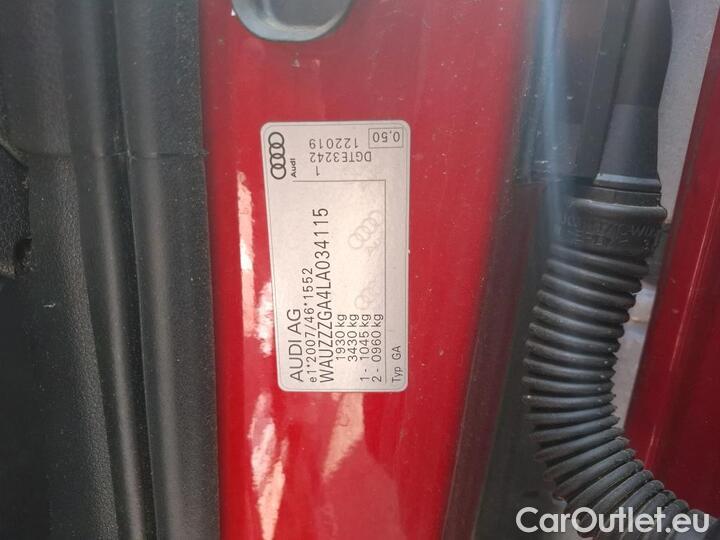 AUDI AG
e1*2007/46*1552
WAUZZZGA4LA034115
1930 kg
3430 kg
1 - 1045 kg
2 - 0960 kg
Typ GA
Audi
Audi
1
DGTE3242
122019
0.50
CarOutlet.eu